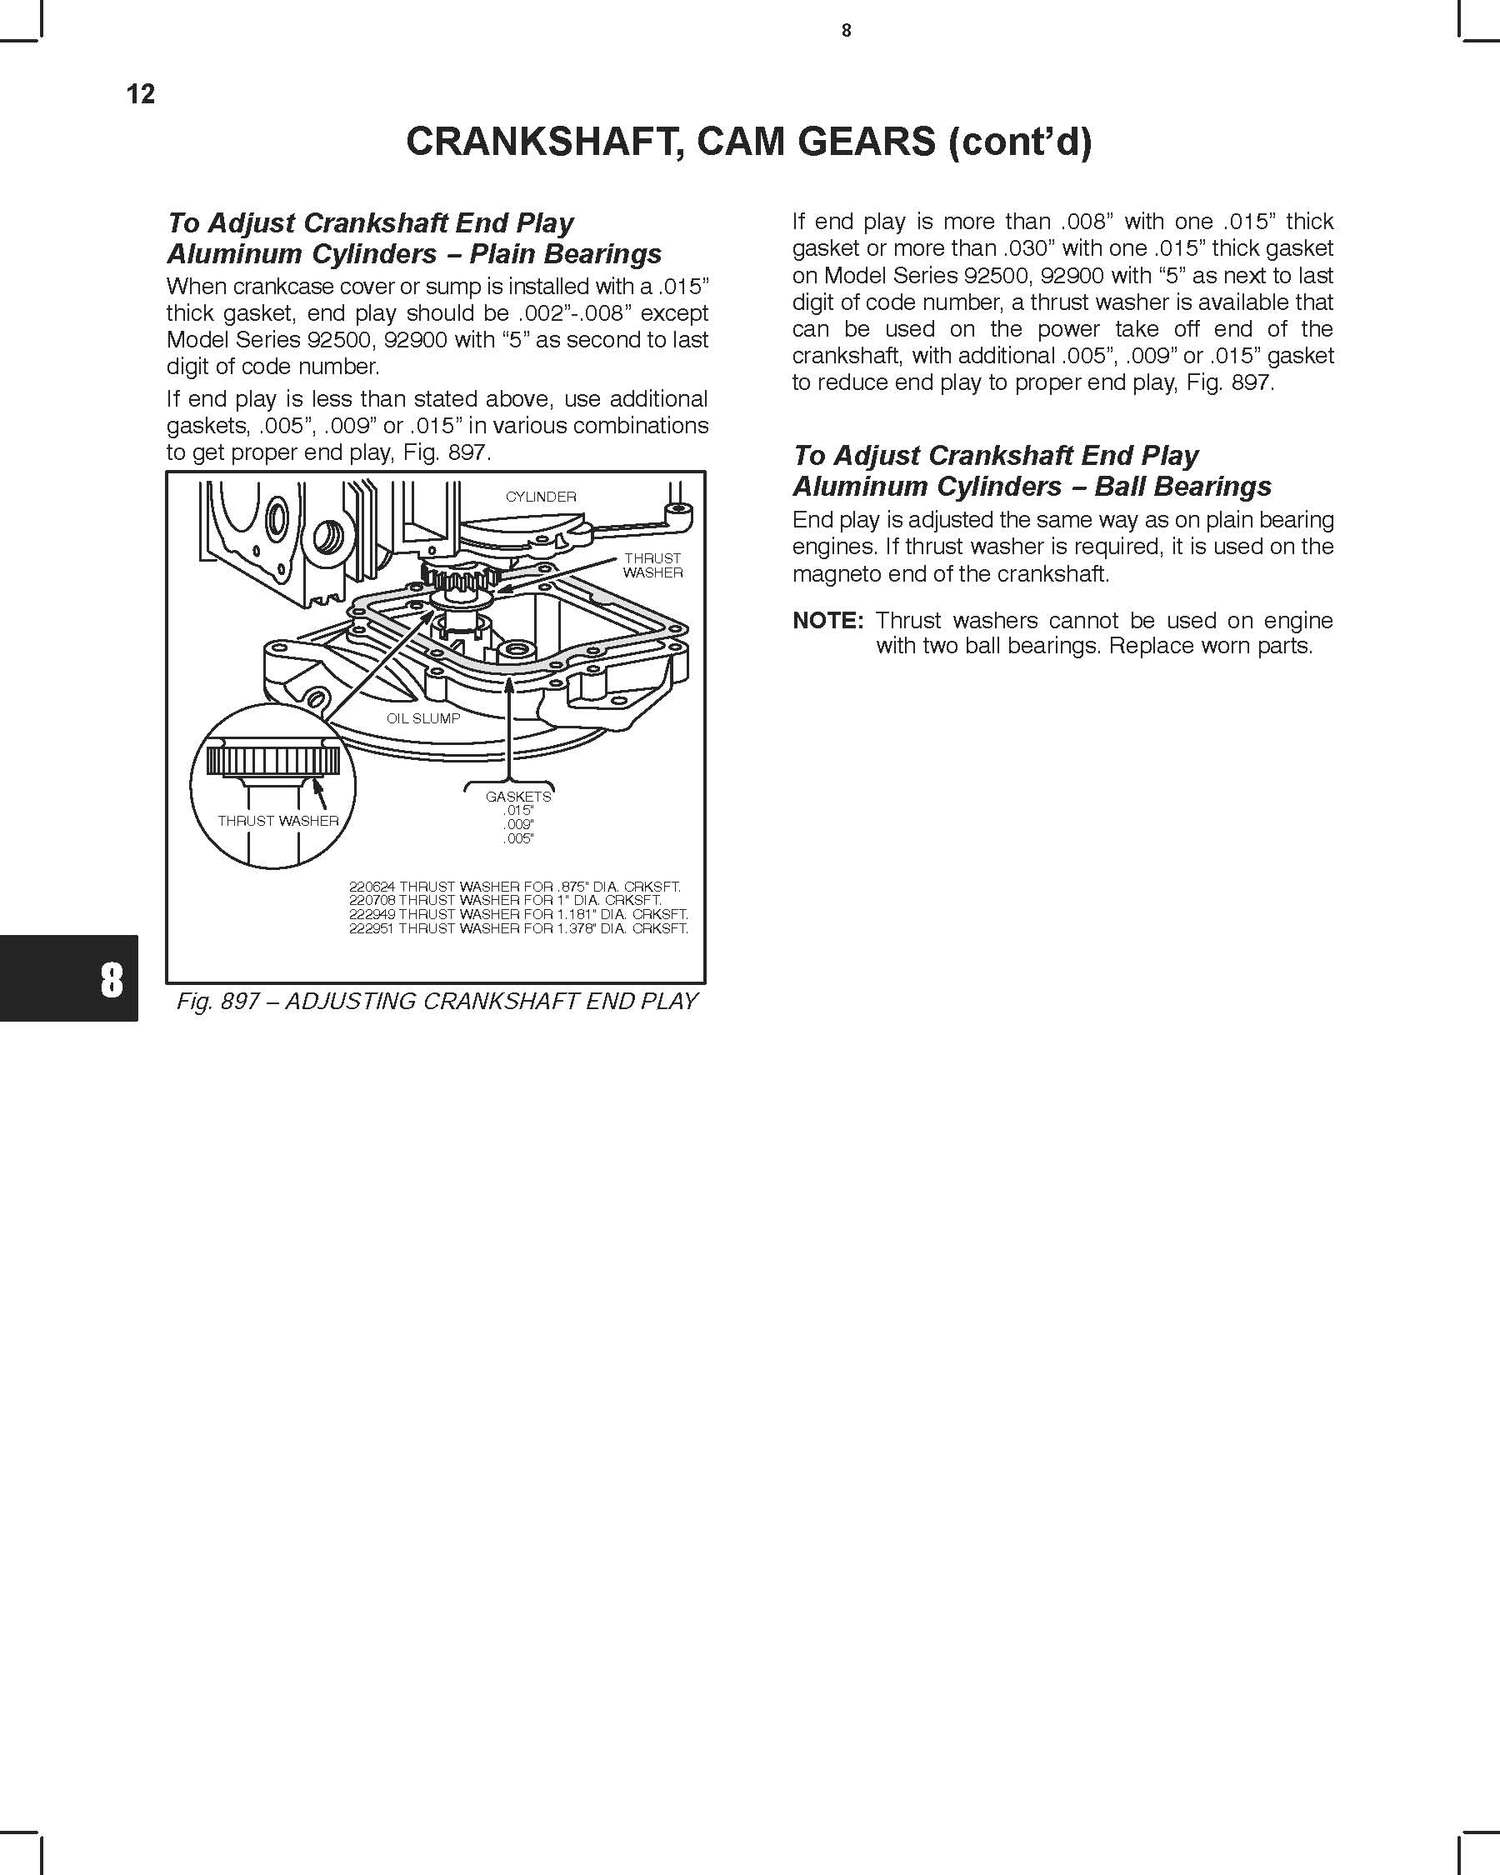 8
12
CRANKSHAFT, CAM GEARS (cont’d)
To Adjust Crankshaft End Play
Aluminum Cylinders – Plain Bearings
When crankcase cover or sump is installed with a .015”
thick gasket, end play should be .002”-.008” except
Model Series 92500, 92900 with “5” as second to last
digit of code number.
If end play is less than stated above, use additional
gaskets, .005”, .009” or .015” in various combinations
to get proper end play, Fig. 897.
CYLINDER
THRUST
WASHER
OIL SLUMP
THRUST WASHER
GASKETS
.015"
.009"
.005"
220624 THRUST WASHER FOR .875" DIA. CRKSFT.
220708 THRUST WASHER FOR 1" DIA. CRKSFT.
222949 THRUST WASHER FOR 1.181" DIA. CRKSFT.
222951 THRUST WASHER FOR 1.378" DIA. CRKSFT.
Fig. 897 – ADJUSTING CRANKSHAFT END PLAY
If end play is more than .008” with one .015” thick
gasket or more than .030” with one .015” thick gasket
on Model Series 92500, 92900 with “5” as next to last
digit of code number, a thrust washer is available that
can be used on the power take off end of the
crankshaft, with additional .005”, .009” or .015” gasket
to reduce end play to proper end play, Fig. 897.
To Adjust Crankshaft End Play
Aluminum Cylinders – Ball Bearings
End play is adjusted the same way as on plain bearing
engines. If thrust washer is required, it is used on the
magneto end of the crankshaft.
NOTE: Thrust washers cannot be used on engine
with two ball bearings. Replace worn parts.
8